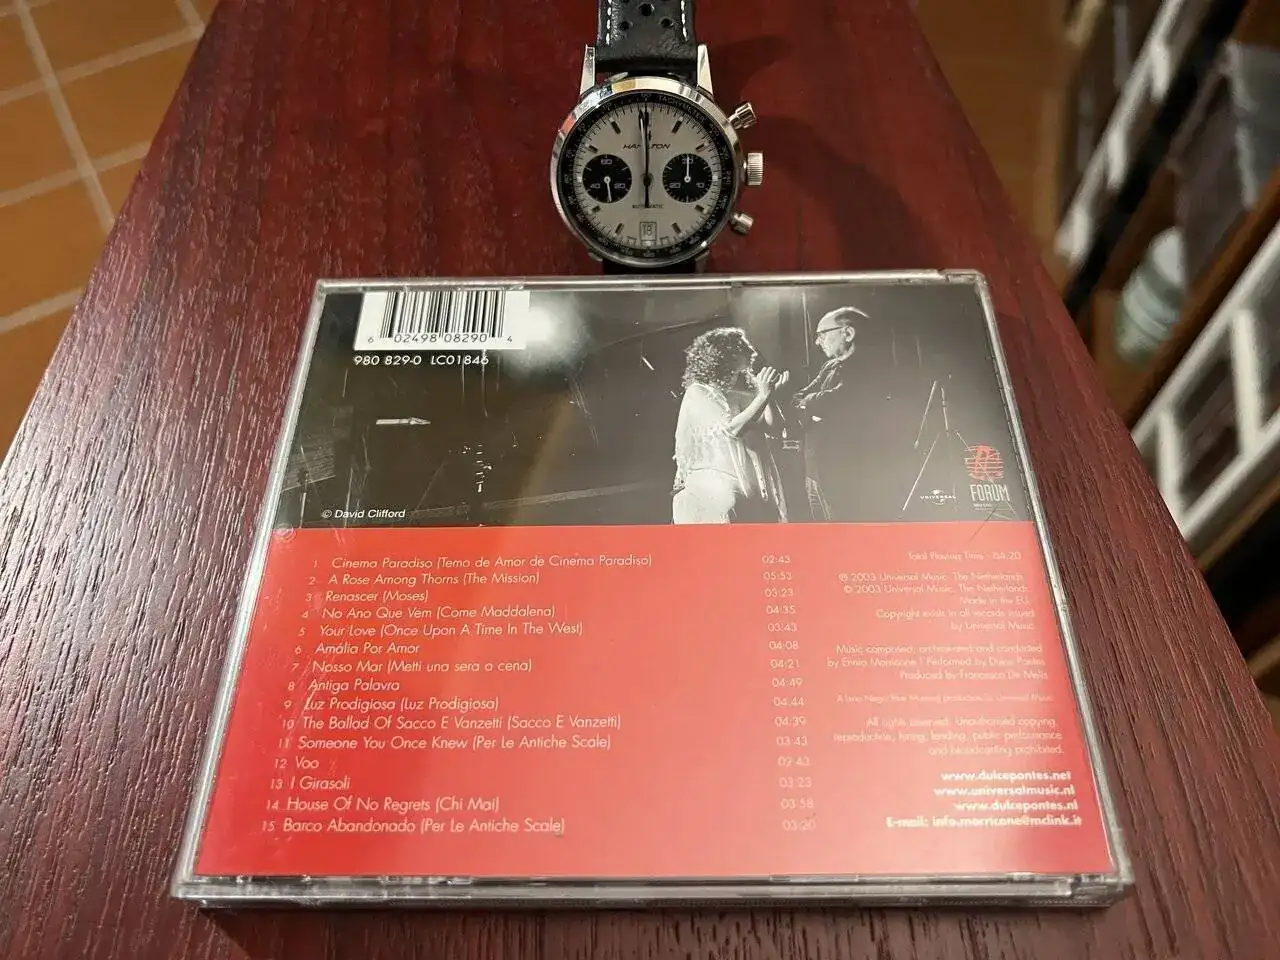 HAMILTON
60
40 20
30
20 10
AUTOMATIC
18
6 02498 08290 4
980 829-0 LC01846
© David Clifford
UNIVERSAL
FORUM
1 Cinema Paradiso (Tema de Amor de Cinema Paradiso) 02:43
2 A Rose Among Thorns (The Mission) 05:53
3 Renascer (Moses) 03:23
4 No Ano Que Vem (Come Maddalena) 04:35
5 Your Love (Once Upon A Time In The West) 03:43
6 Amália Por Amor 04:08
7 Nosso Mar (Metti una sera a cena) 04:21
8 Antiga Palavra 04:49
9 Luz Prodigiosa (Luz Prodigiosa) 04:44
10 The Ballad Of Sacco E Vanzetti (Sacco E Vanzetti) 04:39
11 Someone You Once Knew (Per Le Antiche Scale) 03:43
12 Voo 02:43
13 I Girasoli 03:23
14 House Of No Regrets (Chi Mai) 03:58
15 Barco Abandonado (Per Le Antiche Scale) 03:20
Total Playing Time -
℗ 2003 Universal Music. The Netherlands.
© 2003 Universal Music. The Netherlands.
Made in the E.U.
Copyright exists in all records issued
by Universal Music
Music composed, orchestrated and conducted
by Ennio Morricone | Performed by Dulce Pontes
Produced by Francesco De Melis
All rights reserved. Unauthorised copying,
reproduction, hiring, lending, public performance
and broadcasting prohibited.
www.dulcepontes.net
www.universalmusic.nl
www.dulcepontes.nl
E-mail: info.morricone@mclink.it